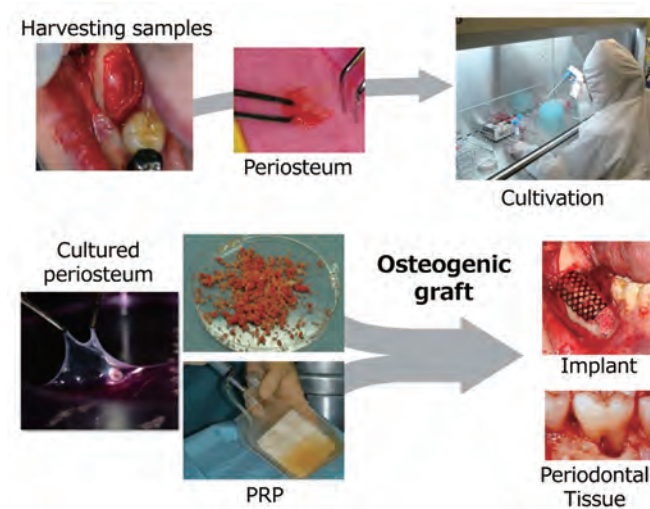 Harvesting samples
Periosteum
Cultivation
Cultured
periosteum
Osteogenic
graft
PRP
Implant
Periodontal
Tissue